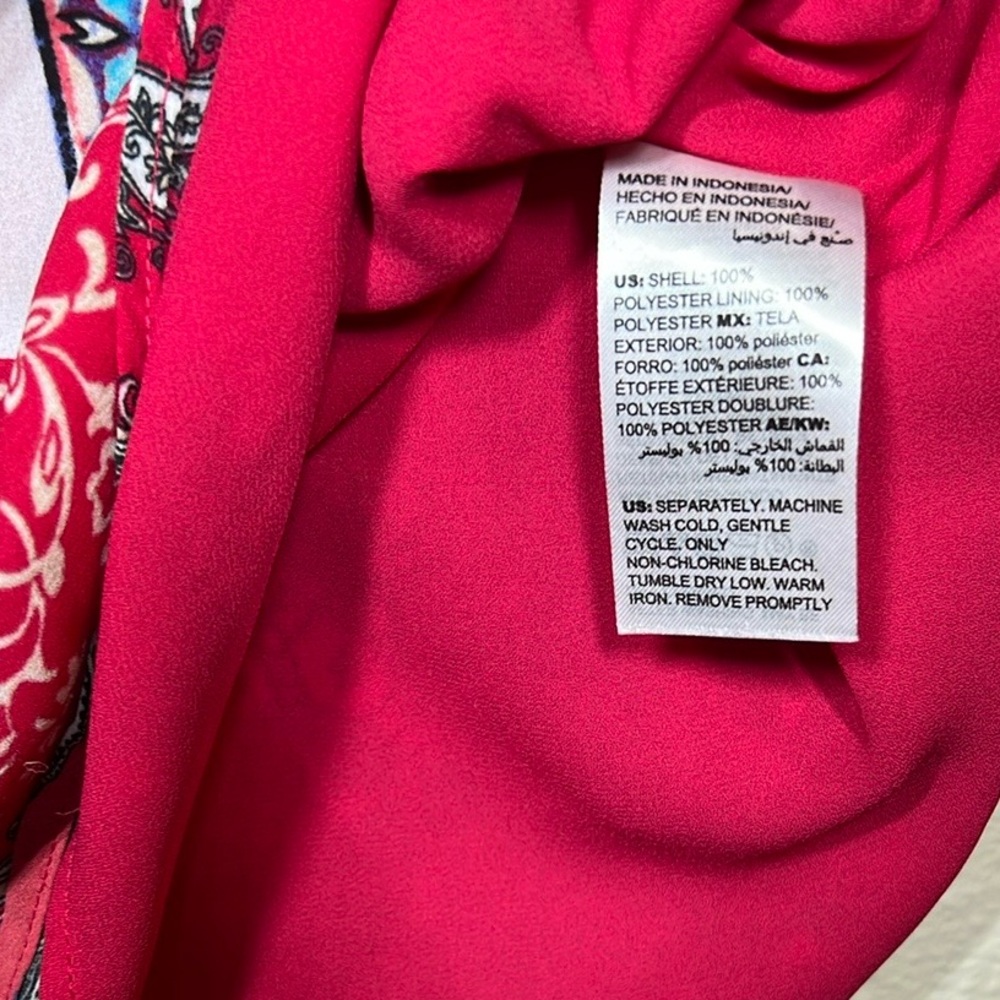 MADE IN INDONESIA/
HECHO EN INDONESIA/
FABRIQUÉ EN INDONÉSIE/
صنع في إندونيسيا
US: SHELL: 100%
POLYESTER LINING: 100%
POLYESTER MX: TELA
EXTERIOR: 100% poliéster
FORRO: 100% poliéster CA:
ÉTOFFE EXTÉRIEURE: 100%
POLYESTER DOUBLURE:
100% POLYESTER AE/KW:
القماش الخارجي: 100% بوليستر
البطانة: 100% بوليستر
US: SEPARATELY. MACHINE
WASH COLD, GENTLE
CYCLE. ONLY
NON-CHLORINE BLEACH.
TUMBLE DRY LOW. WARM
IRON. REMOVE PROMPTLY